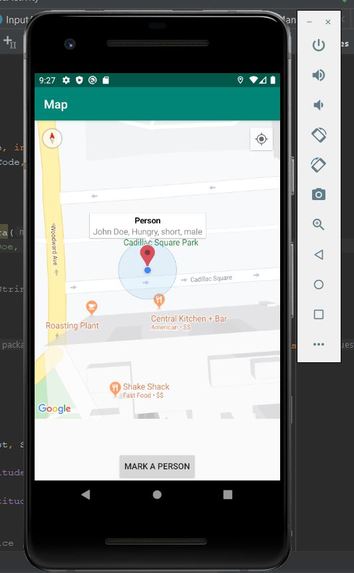 9:27
Map
Woodward Ave
Person
John Doe, Hungry, short, male
Cadillac Square Park
Cadillac Square
Roasting Plant
Central Kitchen + Bar
American • $$
Shake Shack
Fast Food • $$
Google
MARK A PERSON